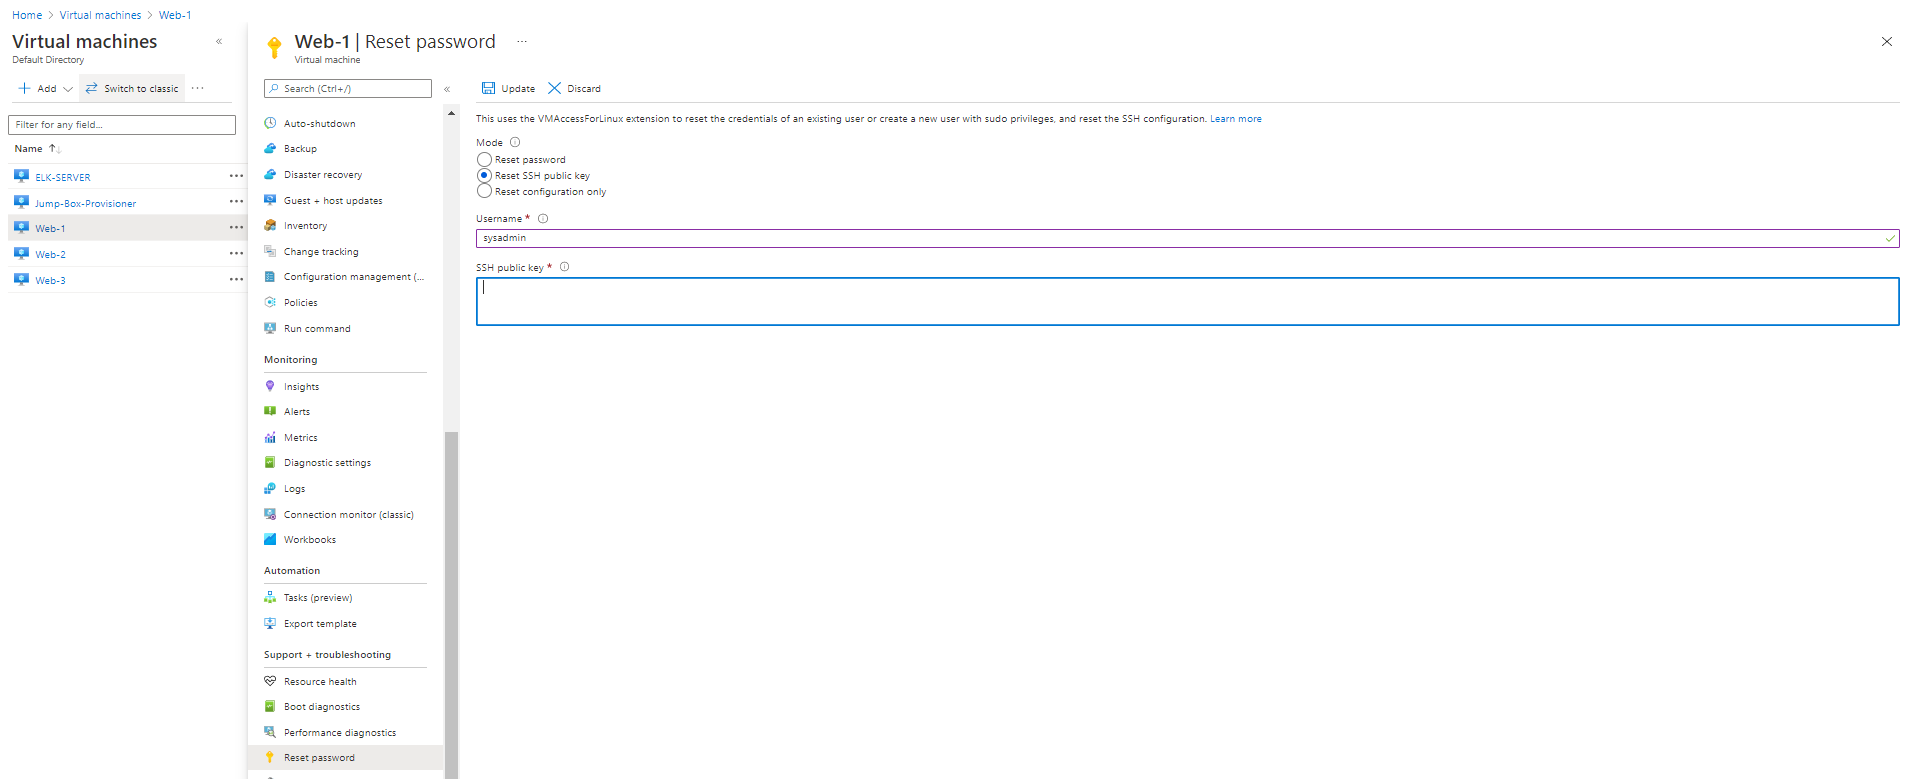 Home > Virtual machines > Web-1
Virtual machines
Default Directory
Add
Switch to classic
Filter for any field...
Name
ELK-SERVER
Jump-Box-Provisioner
Web-1
Web-2
Web-3
Web-1 | Reset password
Virtual machine
Search (Ctrl+/)
Auto-shutdown
Backup
Disaster recovery
Guest + host updates
Inventory
Change tracking
Configuration management (...
Policies
Run command
Monitoring
Insights
Alerts
Metrics
Diagnostic settings
Logs
Connection monitor (classic)
Workbooks
Automation
Tasks (preview)
Export template
Support + troubleshooting
Resource health
Boot diagnostics
Performance diagnostics
Reset password
Update
Discard
This uses the VMAccessForLinux extension to reset the credentials of an existing user or create a new user with sudo privileges, and reset the SSH configuration. Learn more
Mode
Reset password
Reset SSH public key
Reset configuration only
Username *
sysadmin
SSH public key *